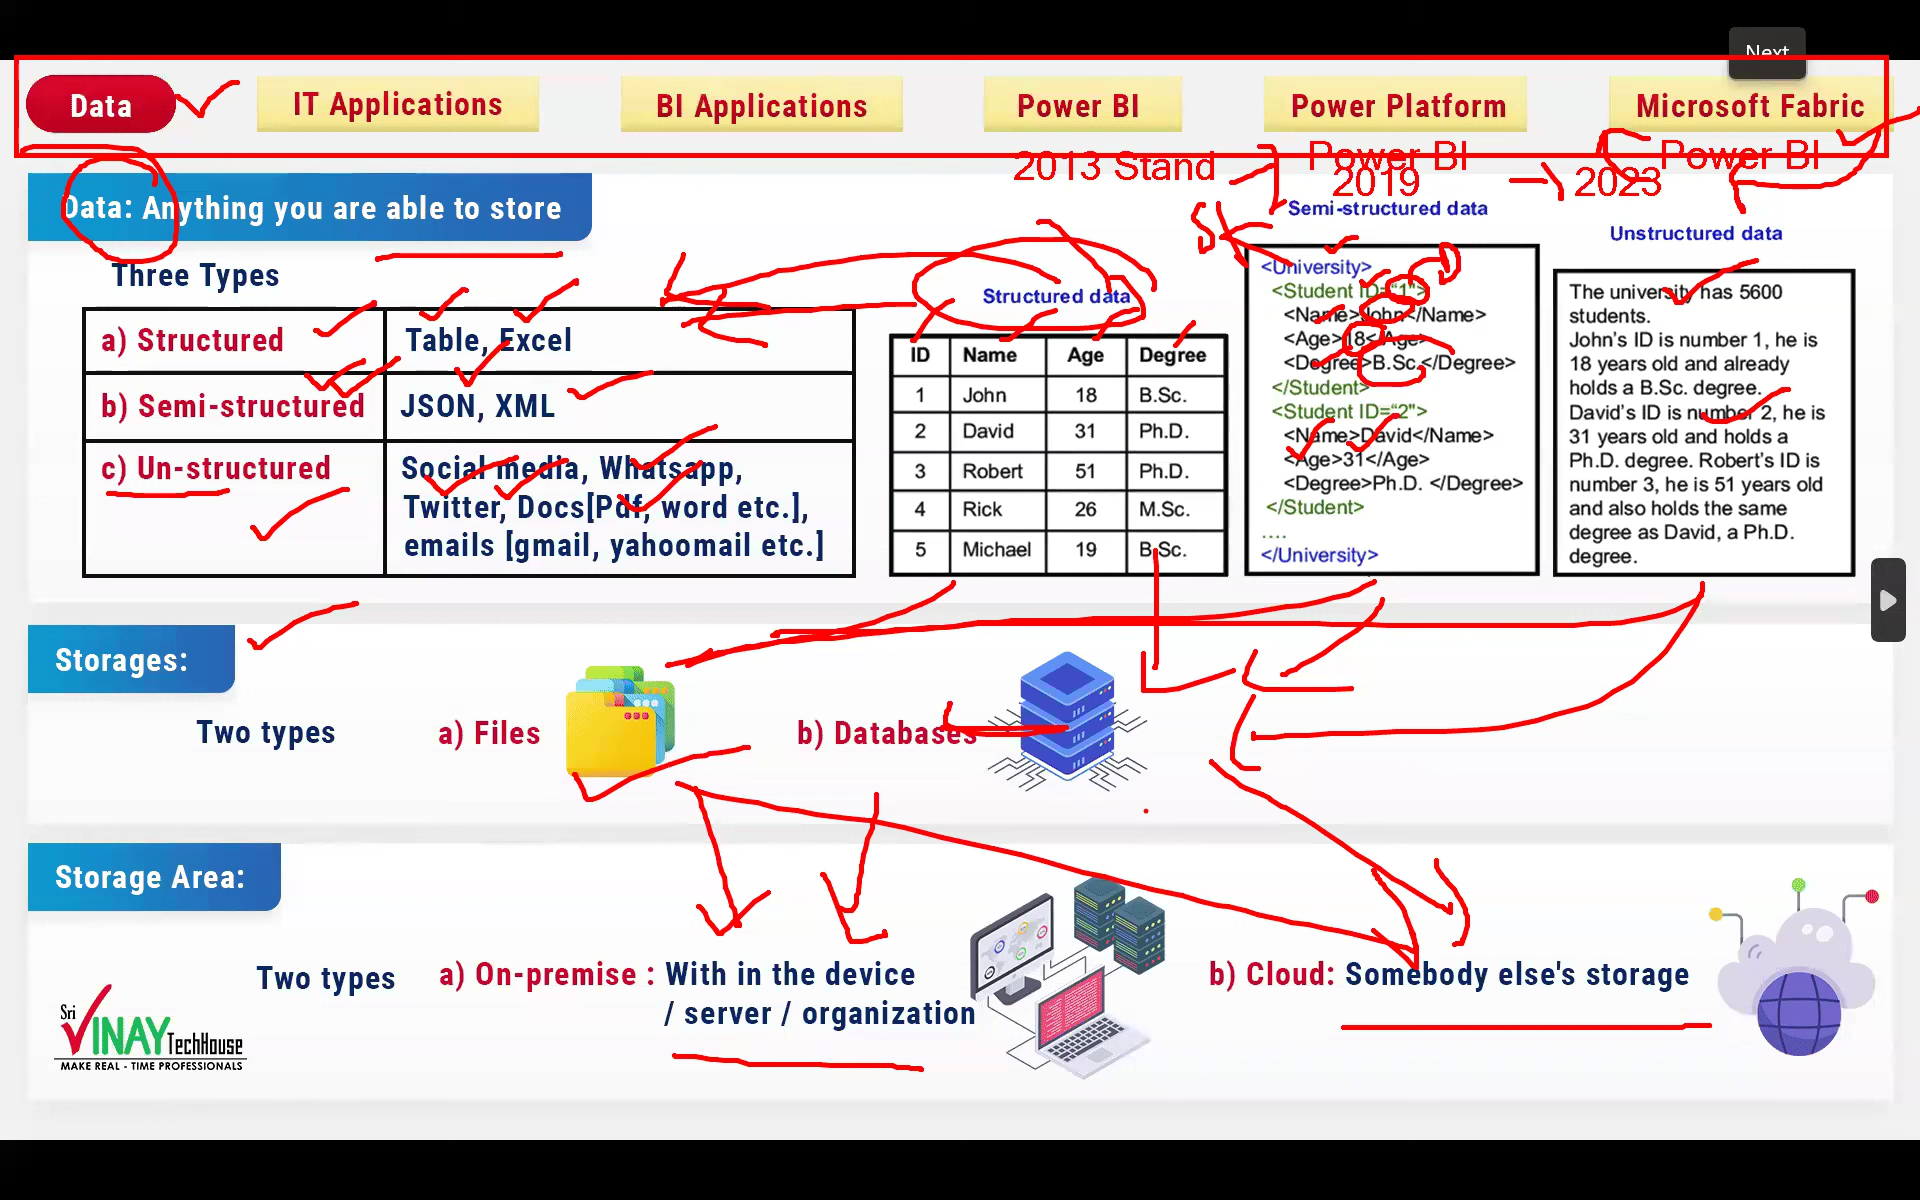 Next
Data
IT Applications
BI Applications
Power BI
Power Platform
Microsoft Fabric
2013 Stand
Power BI
2019
2023
Power BI
Data: Anything you are able to store
Three Types
a) Structured
Table, Excel
b) Semi-structured
JSON, XML
c) Un-structured
Social media, Whatsapp,
Twitter, Docs[Pdf, word etc.],
emails [gmail, yahoomail etc.]
Structured data
ID Name Age Degree
1 John 18 B.Sc.
2 David 31 Ph.D.
3 Robert 51 Ph.D.
4 Rick 26 M.Sc.
5 Michael 19 B.Sc.
Semi-structured data
<University>
<Student ID="1">
<Name>John</Name>
<Age>18</Age>
<Degree>B.Sc.</Degree>
</Student>
<Student ID="2">
<Name>David</Name>
<Age>31</Age>
<Degree>Ph.D. </Degree>
</Student>
....
</University>
Unstructured data
The university has 5600
students.
John's ID is number 1, he is
18 years old and already
holds a B.Sc. degree.
David's ID is number 2, he is
31 years old and holds a
Ph.D. degree. Robert's ID is
number 3, he is 51 years old
and also holds the same
degree as David, a Ph.D.
degree.
Storages:
Two types
a) Files
b) Databases
Storage Area:
Two types
a) On-premise : With in the device
/ server / organization
b) Cloud: Somebody else's storage
Sri
VINAY TechHouse
MAKE REAL - TIME PROFESSIONALS